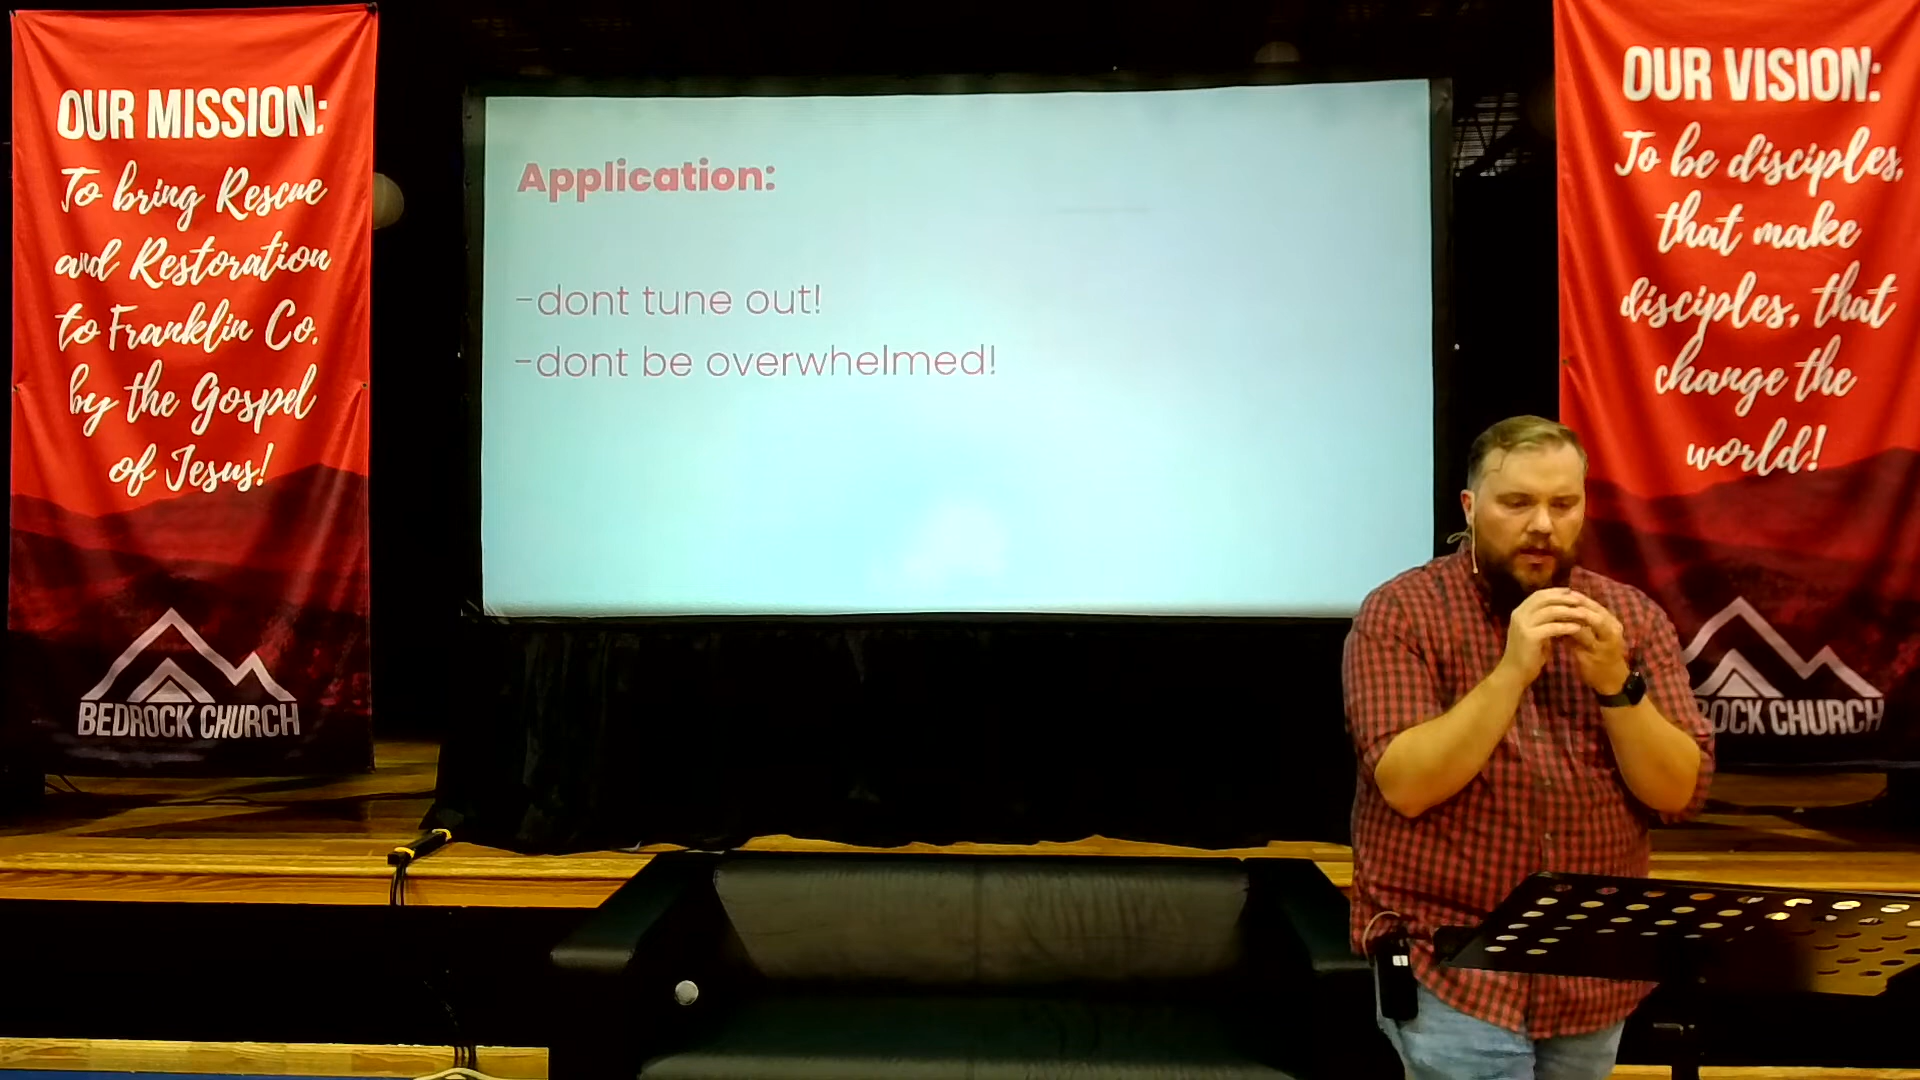 OUR MISSION:
To bring Rescue
and Restoration
to Franklin Co.
by the Gospel
of Jesus!
BEDROCK CHURCH
Application:
-dont tune out!
-dont be overwhelmed!
OUR VISION:
To be disciples,
that make
disciples, that
change the
world!
OCK CHURCH